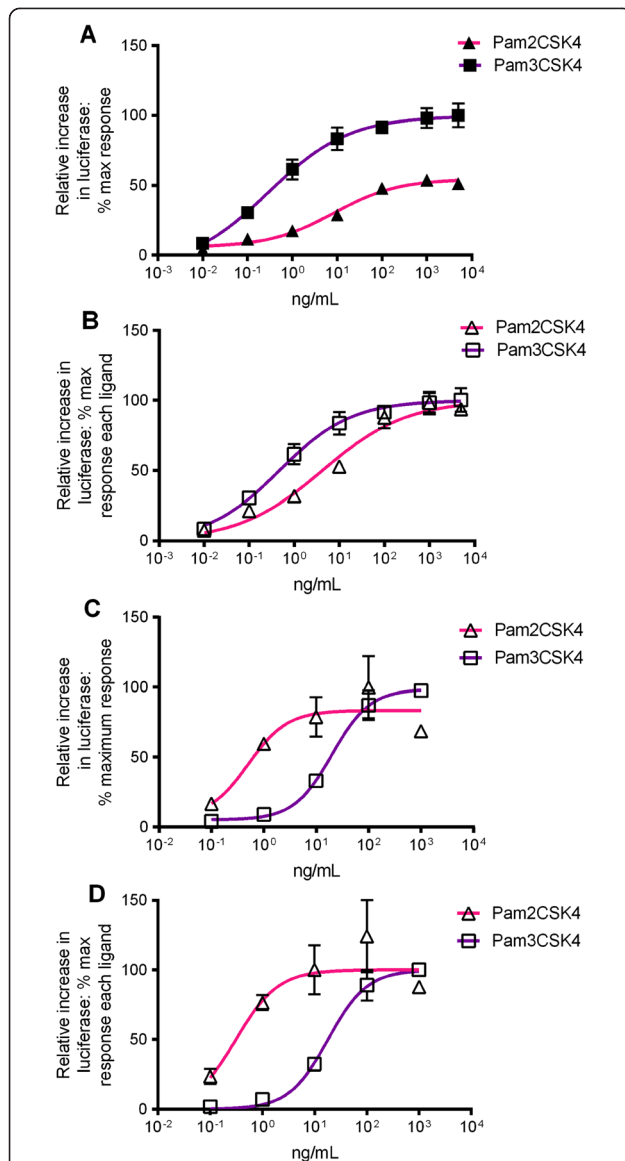 A
Pam2CSK4
Pam3CSK4
Relative increase
in luciferase:
% max response
150
100
50
0
10⁻³ 10⁻² 10⁻¹ 10⁰ 10¹ 10² 10³ 10⁴
ng/mL
B
Pam2CSK4
Pam3CSK4
Relative increase in
luciferase: % max
response each ligand
150
100
50
0
10⁻³ 10⁻² 10⁻¹ 10⁰ 10¹ 10² 10³ 10⁴
ng/mL
C
Pam2CSK4
Pam3CSK4
Relative increase
in luciferase:
% maximum response
150
100
50
0
10⁻² 10⁻¹ 10⁰ 10¹ 10² 10³ 10⁴
ng/mL
D
Pam2CSK4
Pam3CSK4
Relative increase in
luciferase: % max
response each ligand
150
100
50
0
10⁻² 10⁻¹ 10⁰ 10¹ 10² 10³ 10⁴
ng/mL